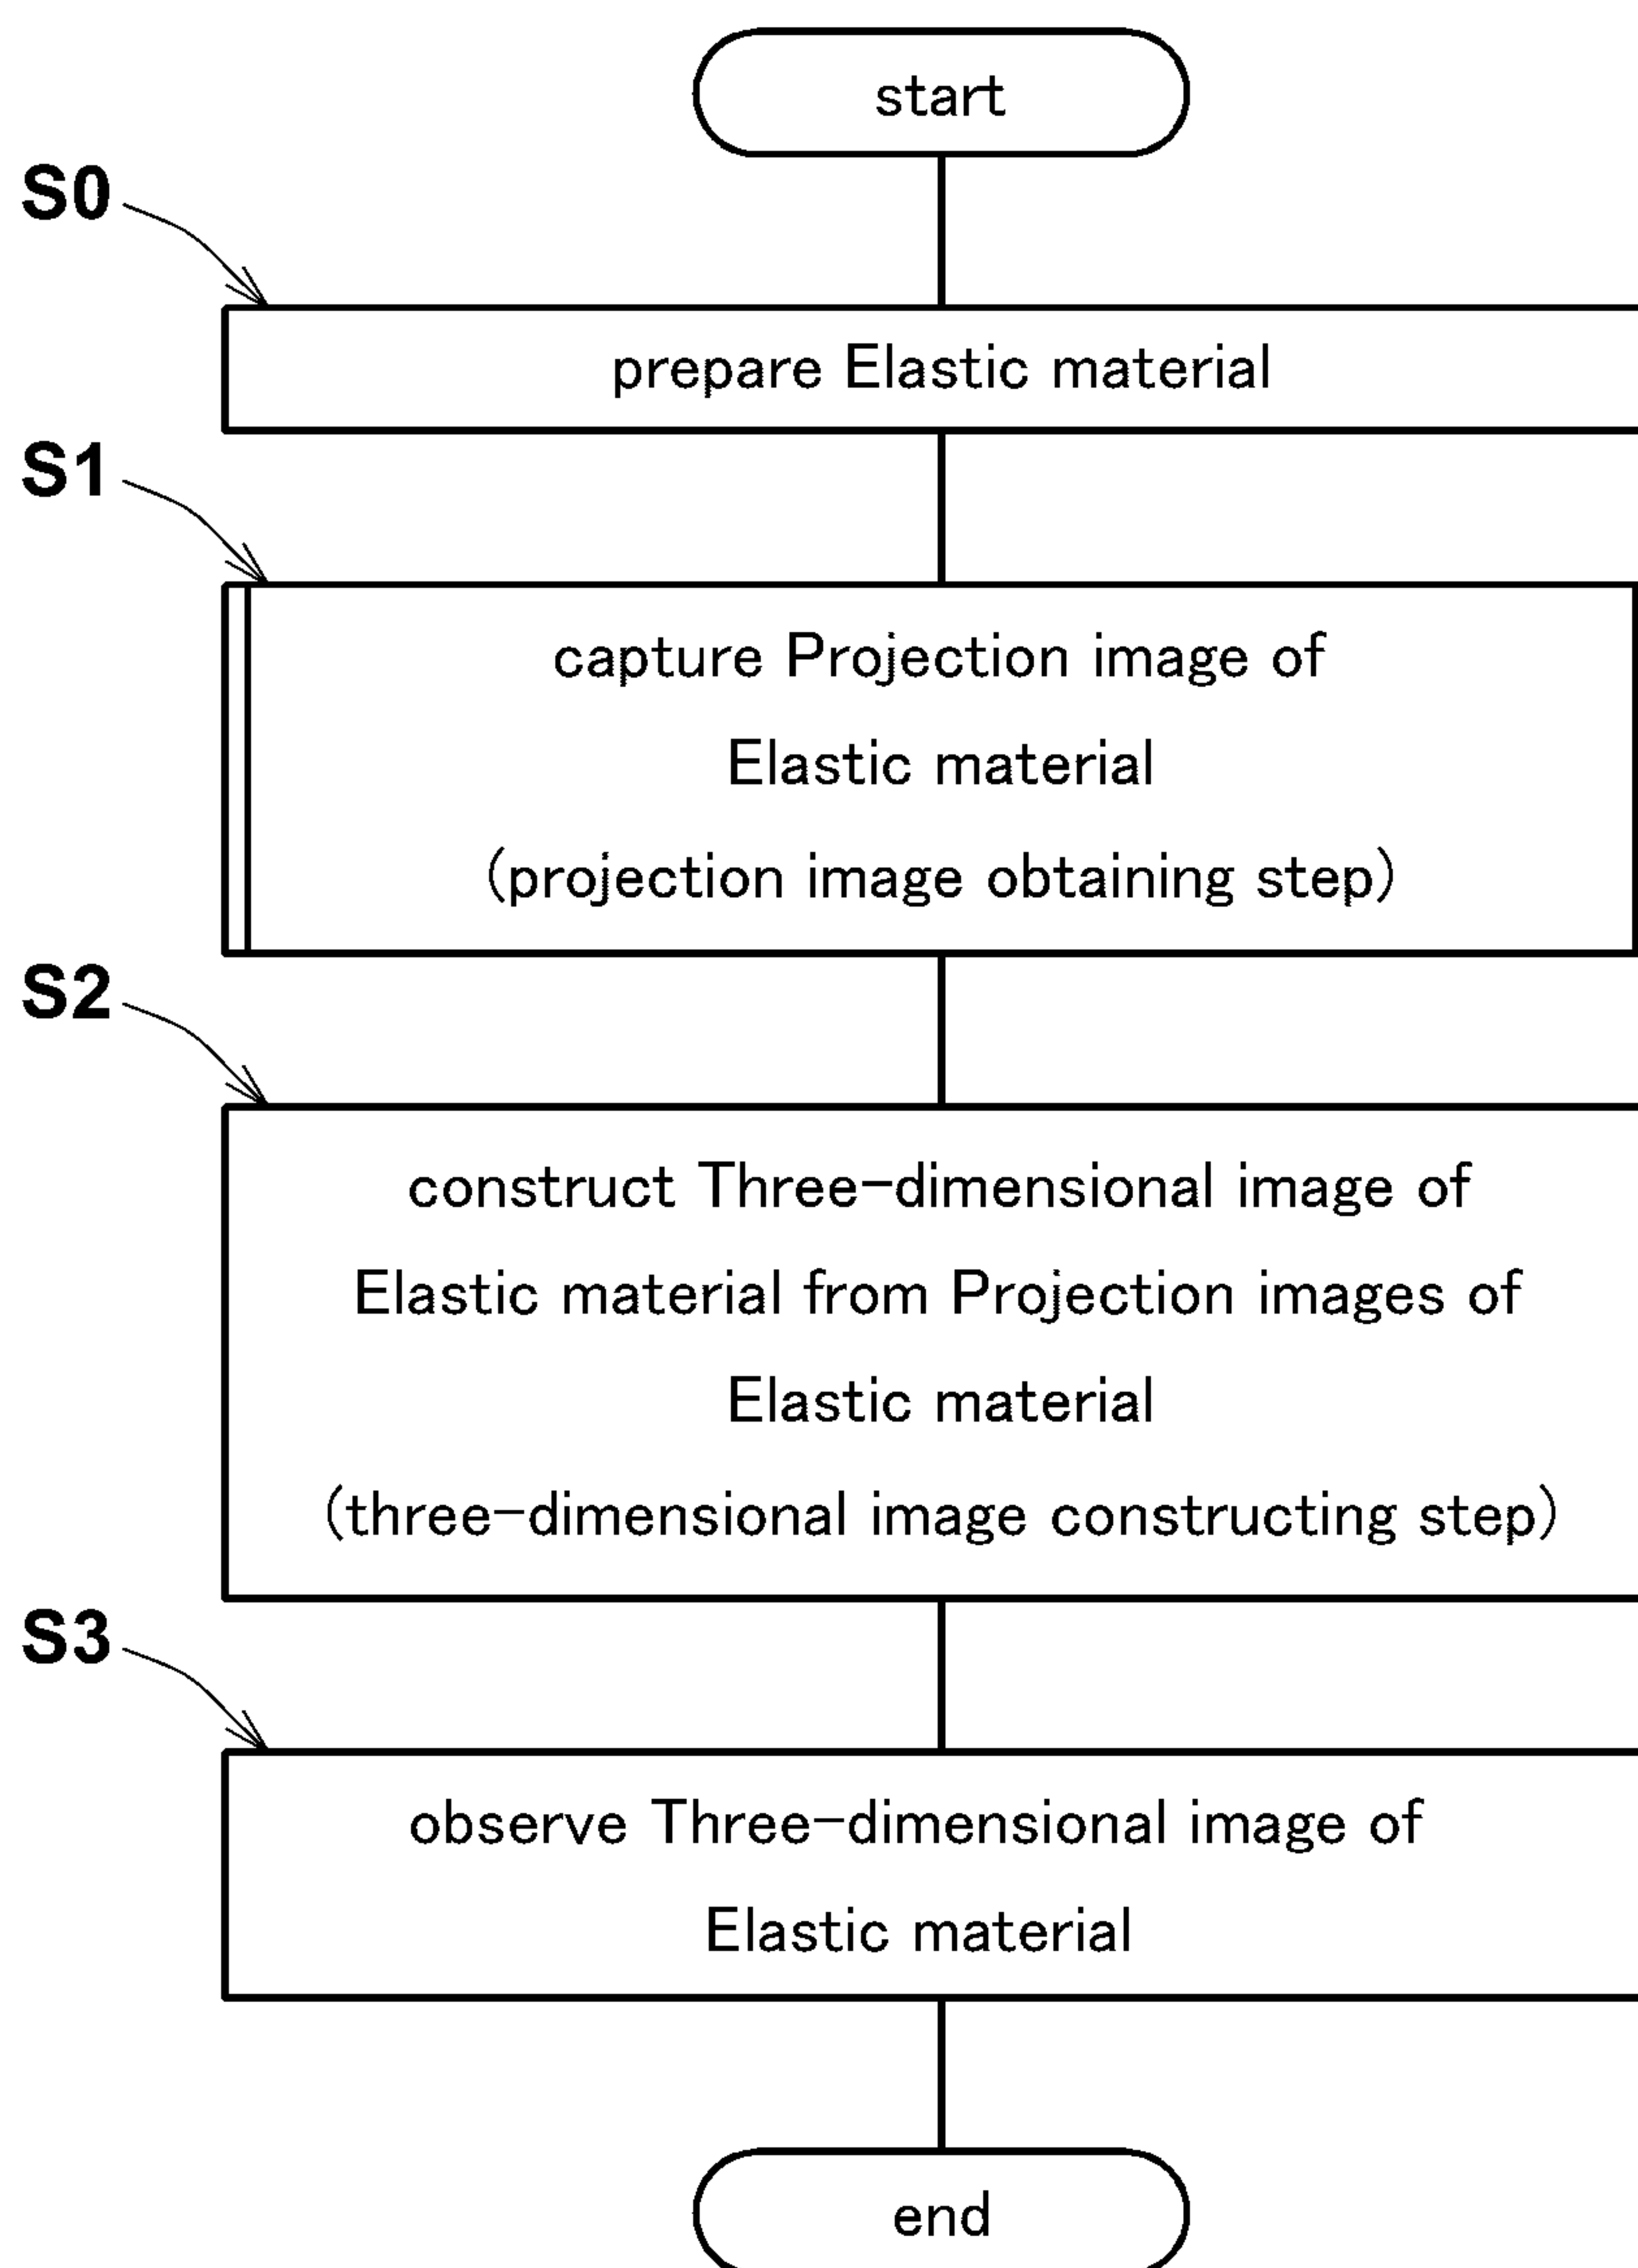 start
S0
prepare Elastic material
S1
capture Projection image of
Elastic material
(projection image obtaining step)
S2
construct Three-dimensional image of
Elastic material from Projection images of
Elastic material
(three-dimensional image constructing step)
S3
observe Three-dimensional image of
Elastic material
end